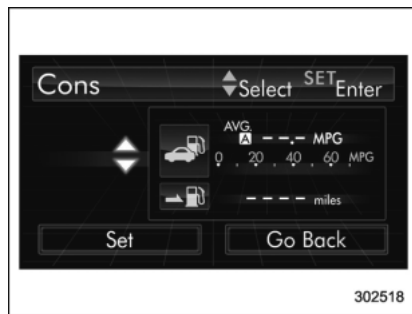 Cons Select SET Enter
AVG.
A --.- MPG
0 . 20 . 40 . 60 MPG
---- miles
Set Go Back
302518